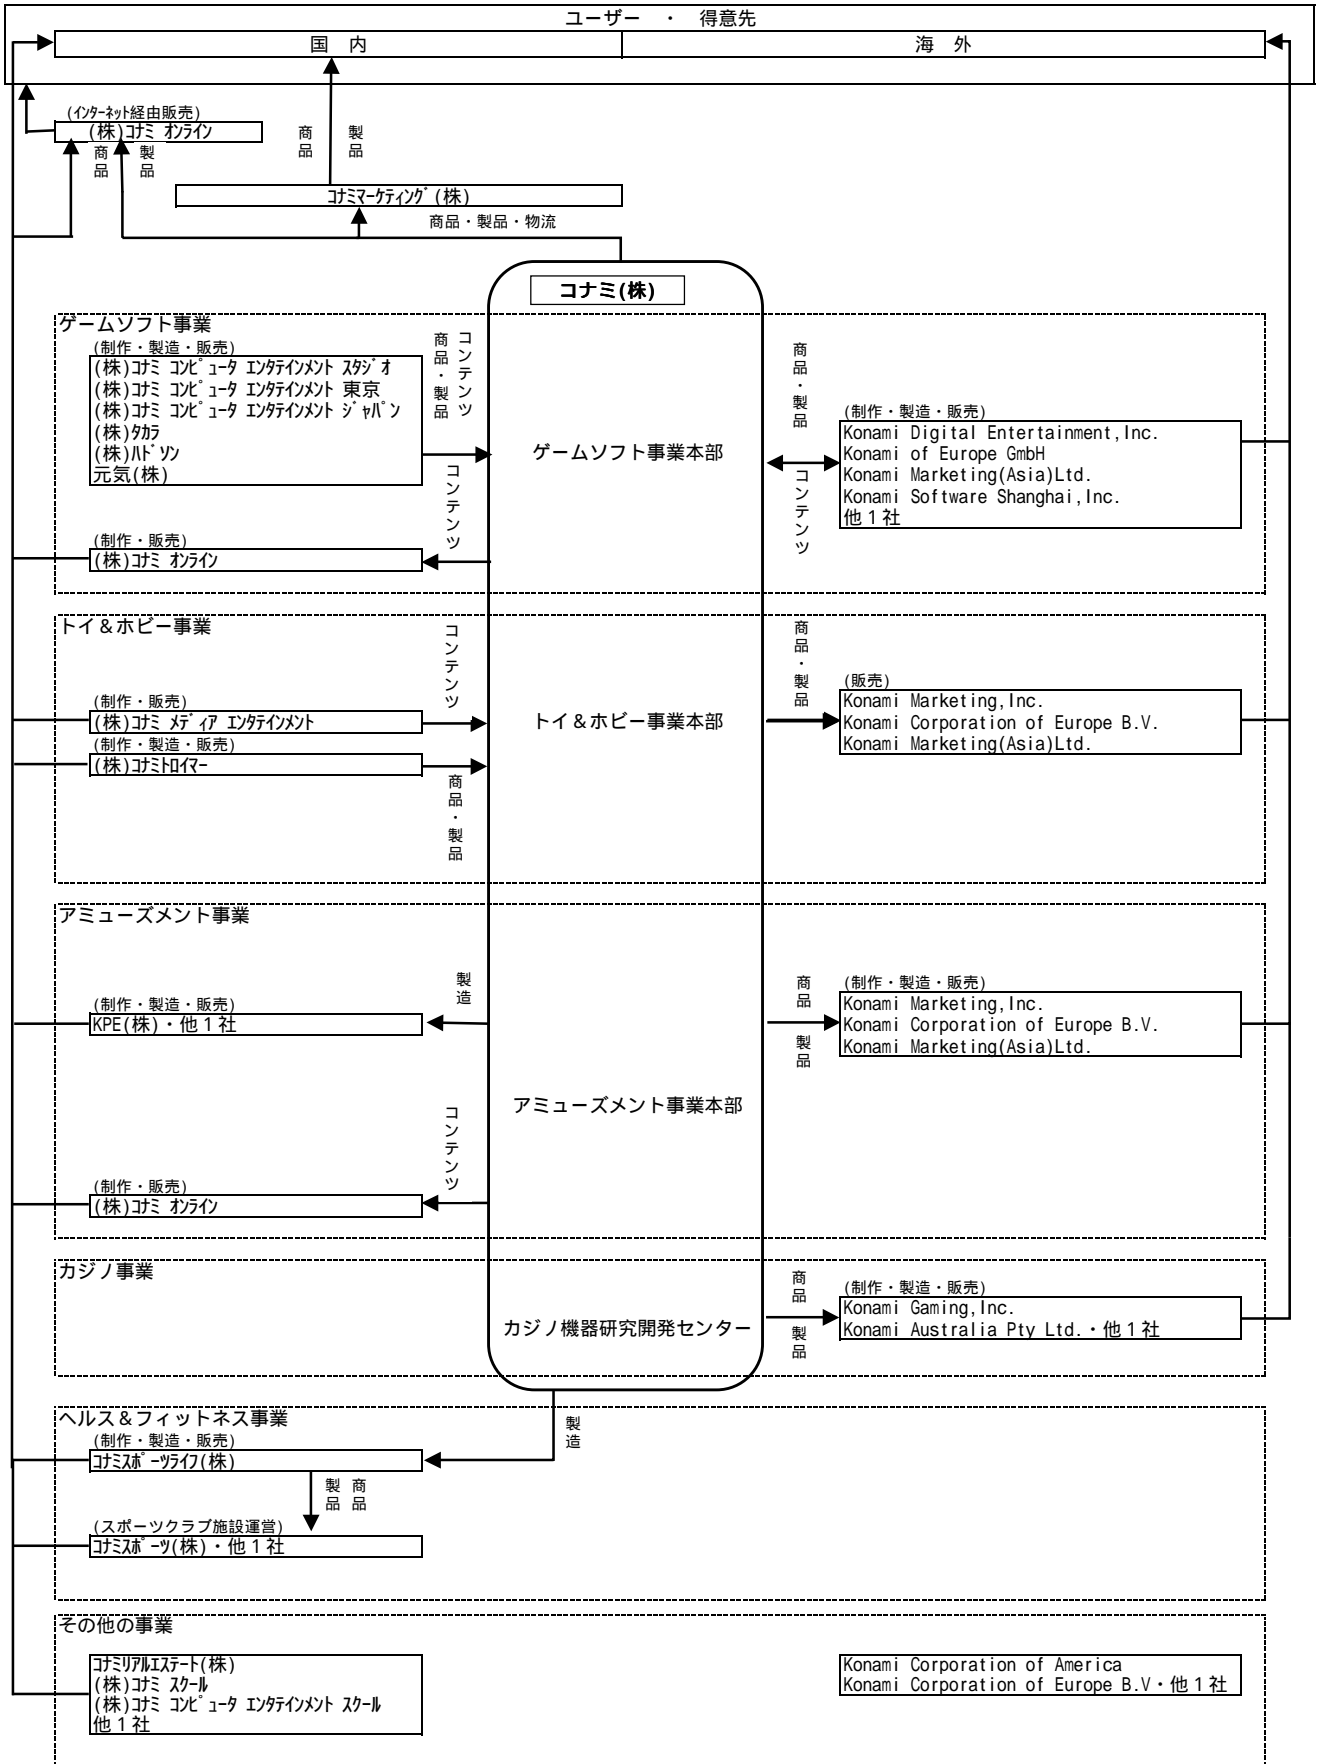 ユーザー ・ 得意先
国 内
海 外
(インターネット経由販売)
(株)コナミ オンライン
商品
製品
商品
製品
コナミマーケティング(株)
商品・製品・物流
コナミ(株)
ゲームソフト事業
(制作・製造・販売)
(株)コナミ コンピュータ エンタテインメント スタジオ
(株)コナミ コンピュータ エンタテインメント 東京
(株)コナミ コンピュータ エンタテインメント ジャパン
(株)タカラ
(株)ハドソン
元気(株)
商品・製品
コンテンツ
コンテンツ
(制作・販売)
(株)コナミ オンライン
ゲームソフト事業本部
商品・製品
コンテンツ
(制作・製造・販売)
Konami Digital Entertainment,Inc.
Konami of Europe GmbH
Konami Marketing(Asia)Ltd.
Konami Software Shanghai,Inc.
他1社
トイ&ホビー事業
コンテンツ
(制作・販売)
(株)コナミ メディア エンタテインメント
(制作・製造・販売)
(株)コナミトロイマー
商品・製品
トイ&ホビー事業本部
商品・製品
(販売)
Konami Marketing,Inc.
Konami Corporation of Europe B.V.
Konami Marketing(Asia)Ltd.
アミューズメント事業
製造
(制作・製造・販売)
KPE(株)・他1社
コンテンツ
(制作・販売)
(株)コナミ オンライン
アミューズメント事業本部
商品
製品
(制作・製造・販売)
Konami Marketing,Inc.
Konami Corporation of Europe B.V.
Konami Marketing(Asia)Ltd.
カジノ事業
カジノ機器研究開発センター
商品
製品
(制作・製造・販売)
Konami Gaming,Inc.
Konami Australia Pty Ltd.・他1社
ヘルス&フィットネス事業
(制作・製造・販売)
コナミスポーツライフ(株)
製造
製品
商品
(スポーツクラブ施設運営)
コナミスポーツ(株)・他1社
その他の事業
コナミリアルエステート(株)
(株)コナミ スクール
(株)コナミ コンピュータ エンタテインメント スクール
他1社
Konami Corporation of America
Konami Corporation of Europe B.V・他1社